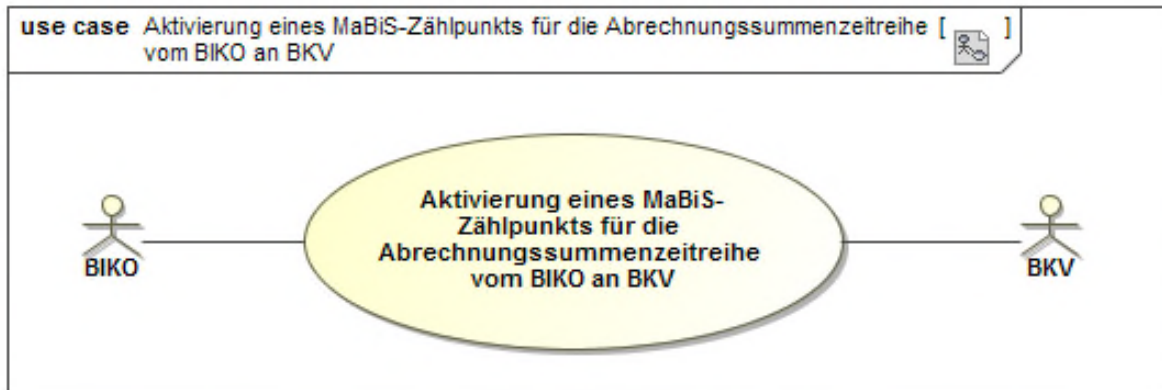 use case Aktivierung eines MaBiS-Zählpunkts für die Abrechnungssummenzeitreihe [ ]
vom BIKO an BKV
Aktivierung eines MaBiS-
Zählpunkts für die
Abrechnungssummenzeitreihe
vom BIKO an BKV
BIKO
BKV